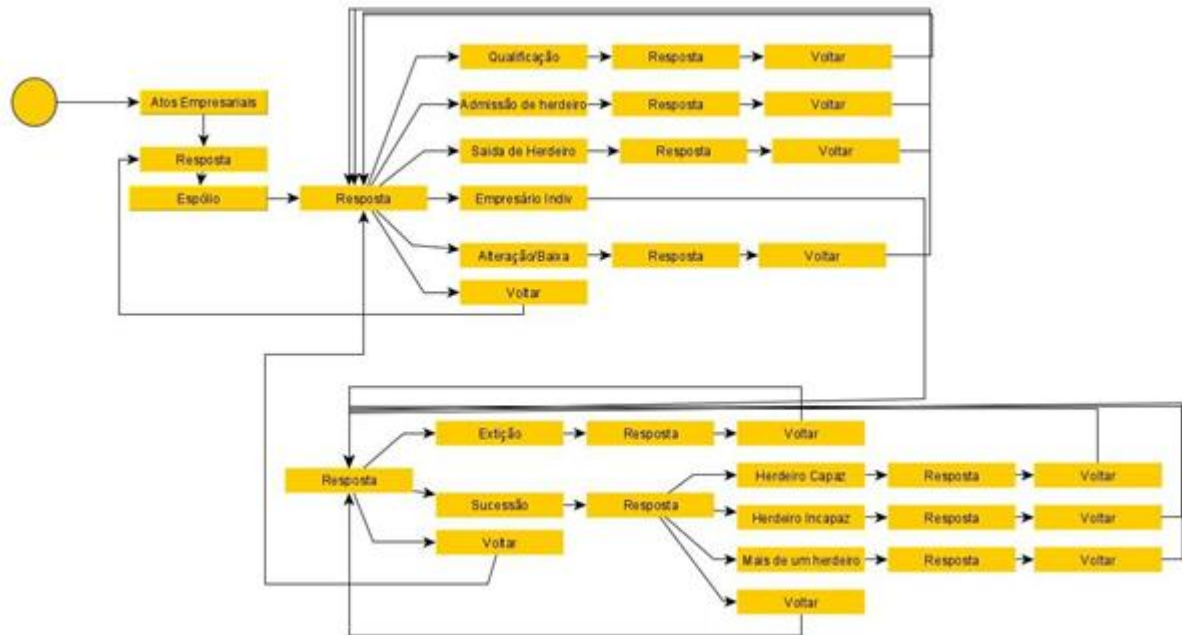 Qualificação
Resposta
Voltar
Atos Empresariais
Admissão de herdeiro
Resposta
Voltar
Resposta
Saída de Herdeiro
Resposta
Voltar
Espólio
Resposta
Empresário Indiv
Alteração/Baixa
Resposta
Voltar
Voltar
Extição
Resposta
Voltar
Resposta
Herdeiro Capaz
Resposta
Voltar
Sucessão
Resposta
Herdeiro Incapaz
Resposta
Voltar
Voltar
Mais de um herdeiro
Resposta
Voltar
Voltar